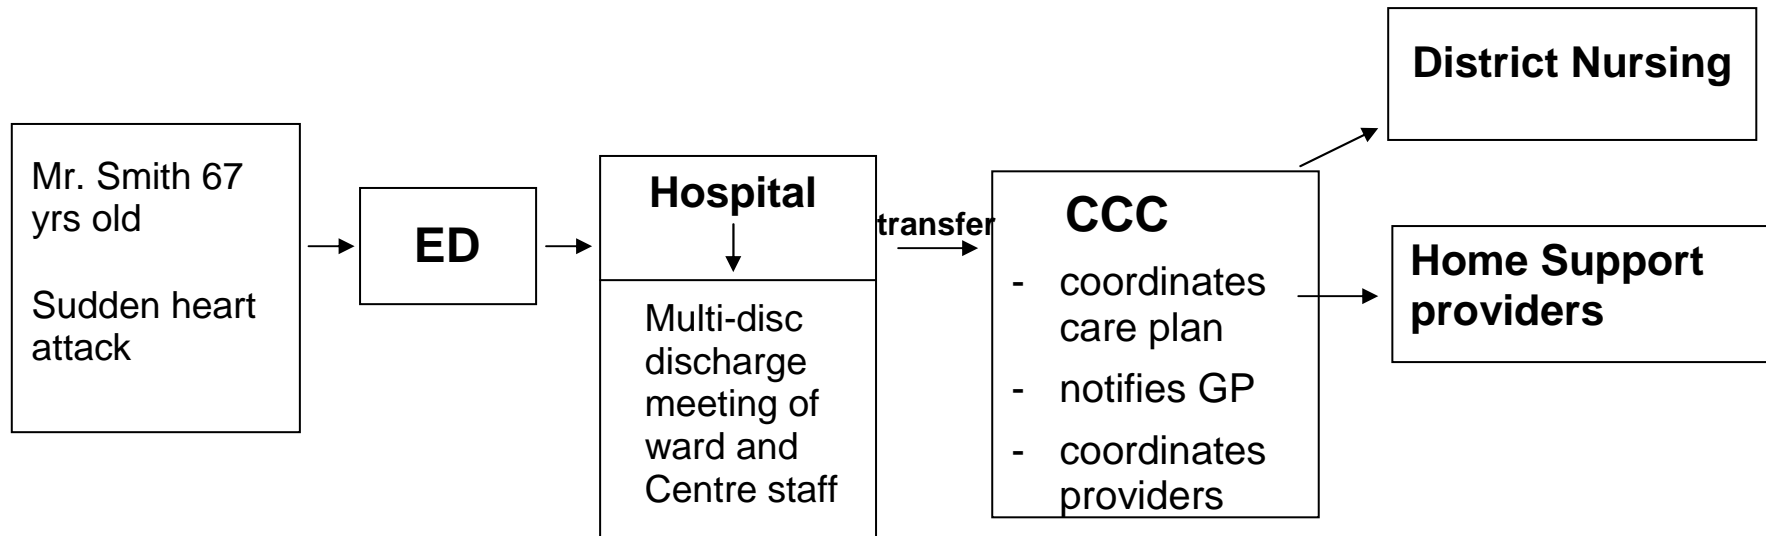 Mr. Smith 67
yrs old
Sudden heart
attack
ED
Hospital
Multi-disc
discharge
meeting of
ward and
Centre staff
transfer
CCC
- coordinates
care plan
- notifies GP
- coordinates
providers
District Nursing
Home Support
providers